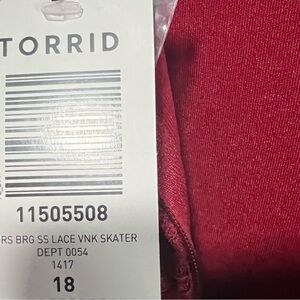 TORRID
11505508
RS BRG SS LACE VNK SKATER
DEPT 0054
1417
18